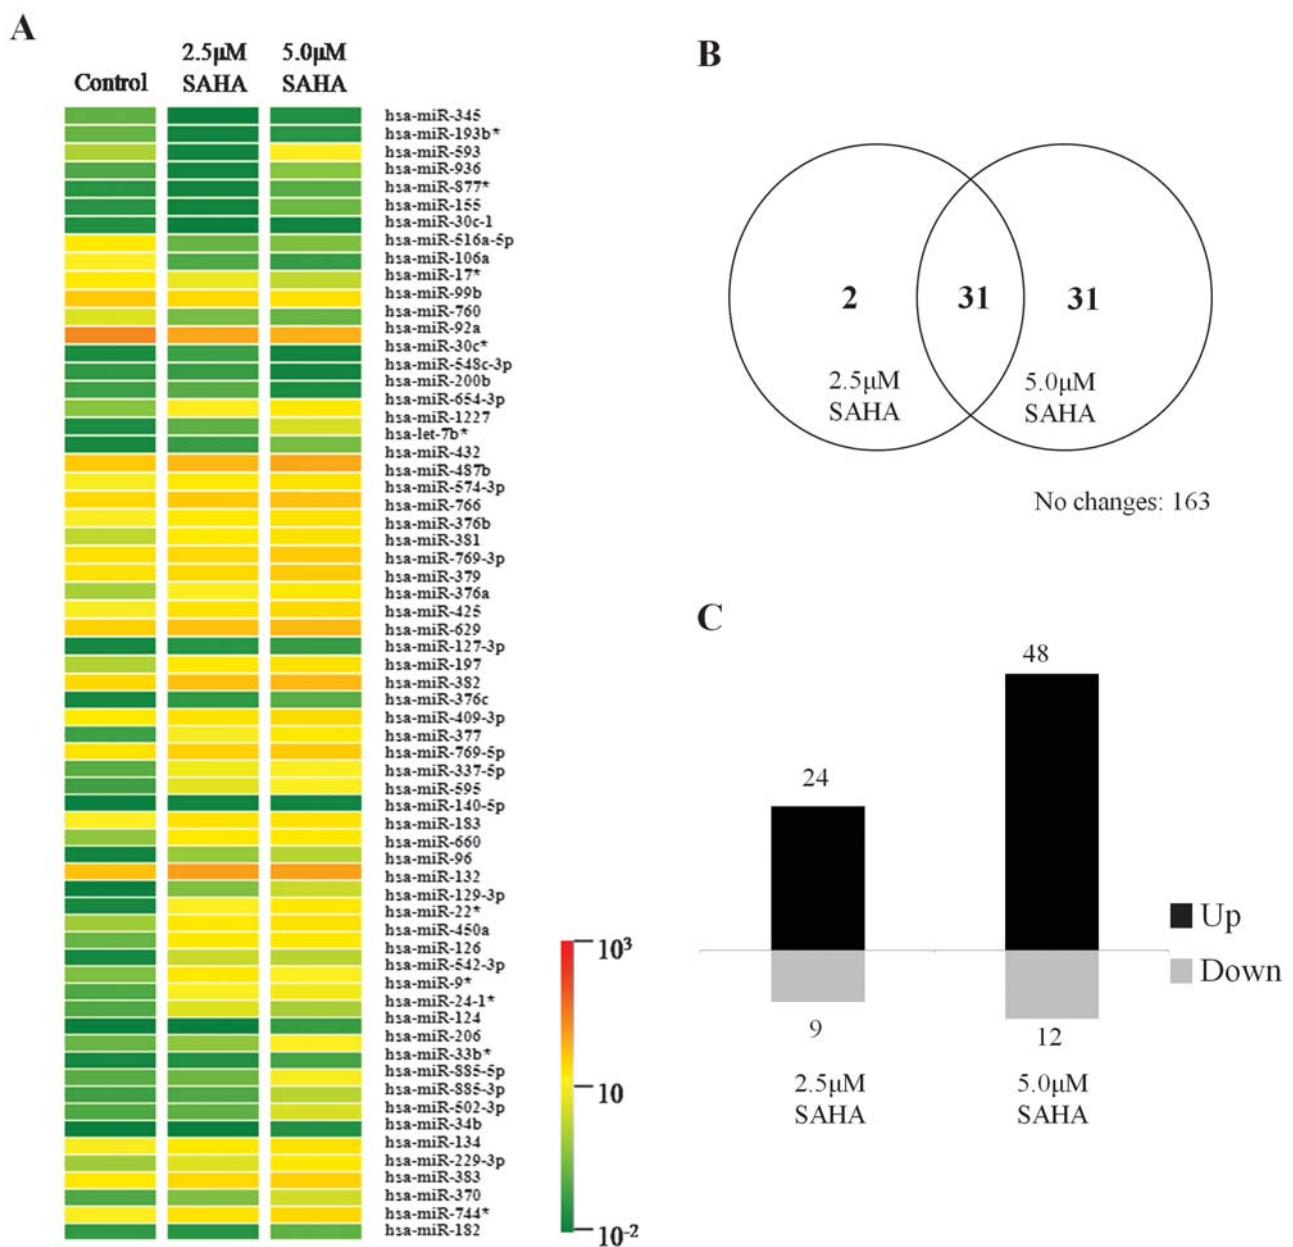 A
Control
2.5μM
SAHA
5.0μM
SAHA
hsa-miR-345
hsa-miR-193b*
hsa-miR-593
hsa-miR-936
hsa-miR-877*
hsa-miR-155
hsa-miR-30c-1
hsa-miR-516a-5p
hsa-miR-106a
hsa-miR-17*
hsa-miR-99b
hsa-miR-760
hsa-miR-92a
hsa-miR-30c*
hsa-miR-548c-3p
hsa-miR-200b
hsa-miR-654-3p
hsa-miR-1227
hsa-let-7b*
hsa-miR-432
hsa-miR-487b
hsa-miR-574-3p
hsa-miR-766
hsa-miR-376b
hsa-miR-381
hsa-miR-769-3p
hsa-miR-379
hsa-miR-376a
hsa-miR-425
hsa-miR-629
hsa-miR-127-3p
hsa-miR-197
hsa-miR-382
hsa-miR-376c
hsa-miR-409-3p
hsa-miR-377
hsa-miR-769-5p
hsa-miR-337-5p
hsa-miR-595
hsa-miR-140-5p
hsa-miR-183
hsa-miR-660
hsa-miR-96
hsa-miR-132
hsa-miR-129-3p
hsa-miR-22*
hsa-miR-450a
hsa-miR-126
hsa-miR-542-3p
hsa-miR-9*
hsa-miR-24-1*
hsa-miR-124
hsa-miR-206
hsa-miR-33b*
hsa-miR-885-5p
hsa-miR-885-3p
hsa-miR-502-3p
hsa-miR-34b
hsa-miR-134
hsa-miR-229-3p
hsa-miR-383
hsa-miR-370
hsa-miR-744*
hsa-miR-182
10³
10
10⁻²
B
2
31
31
2.5μM
SAHA
5.0μM
SAHA
No changes: 163
C
48
24
Up
Down
9
12
2.5μM
SAHA
5.0μM
SAHA